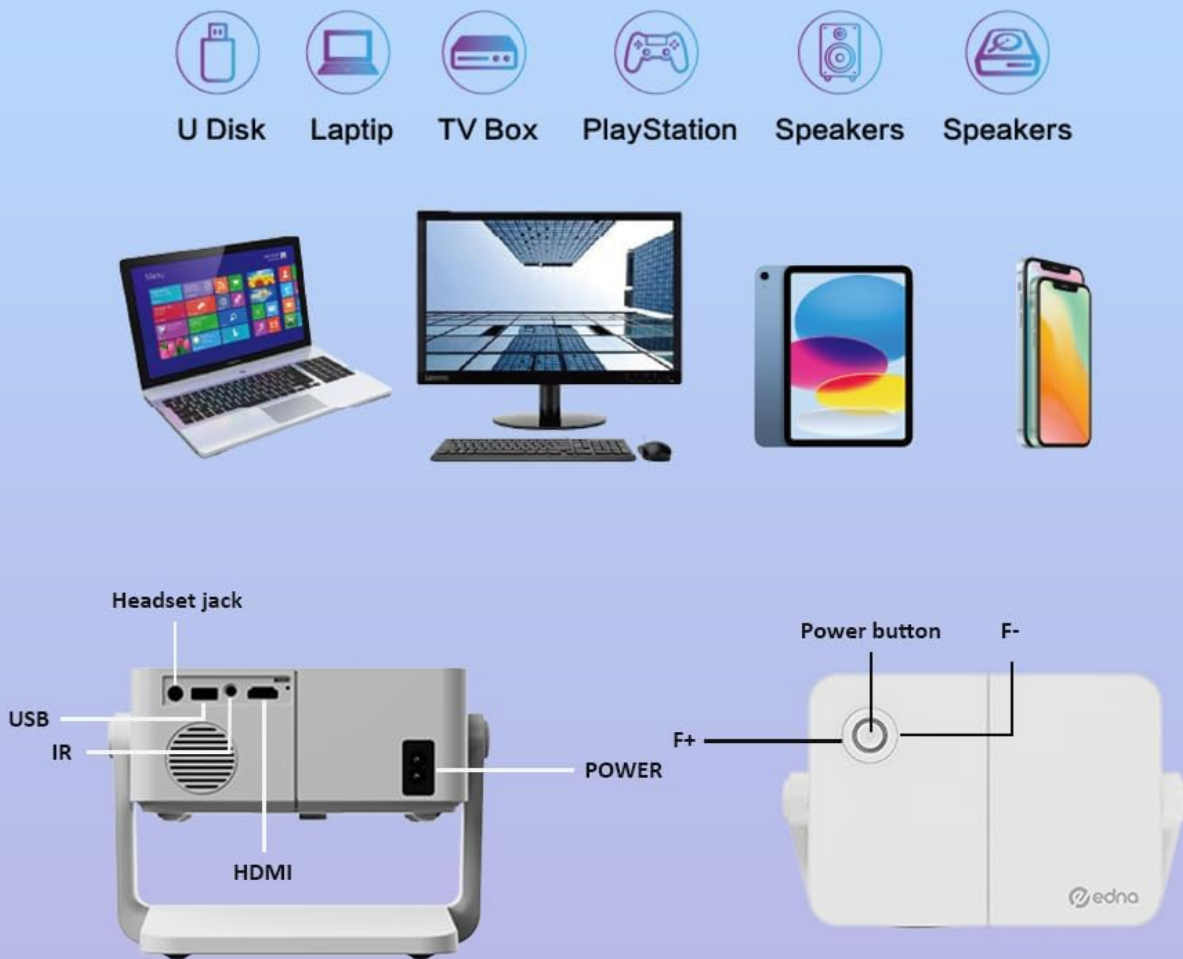 U Disk
Laptip
TV Box
PlayStation
Speakers
Speakers
Headset jack
USB
IR
HDMI
POWER
Power button
F-
F+
edna